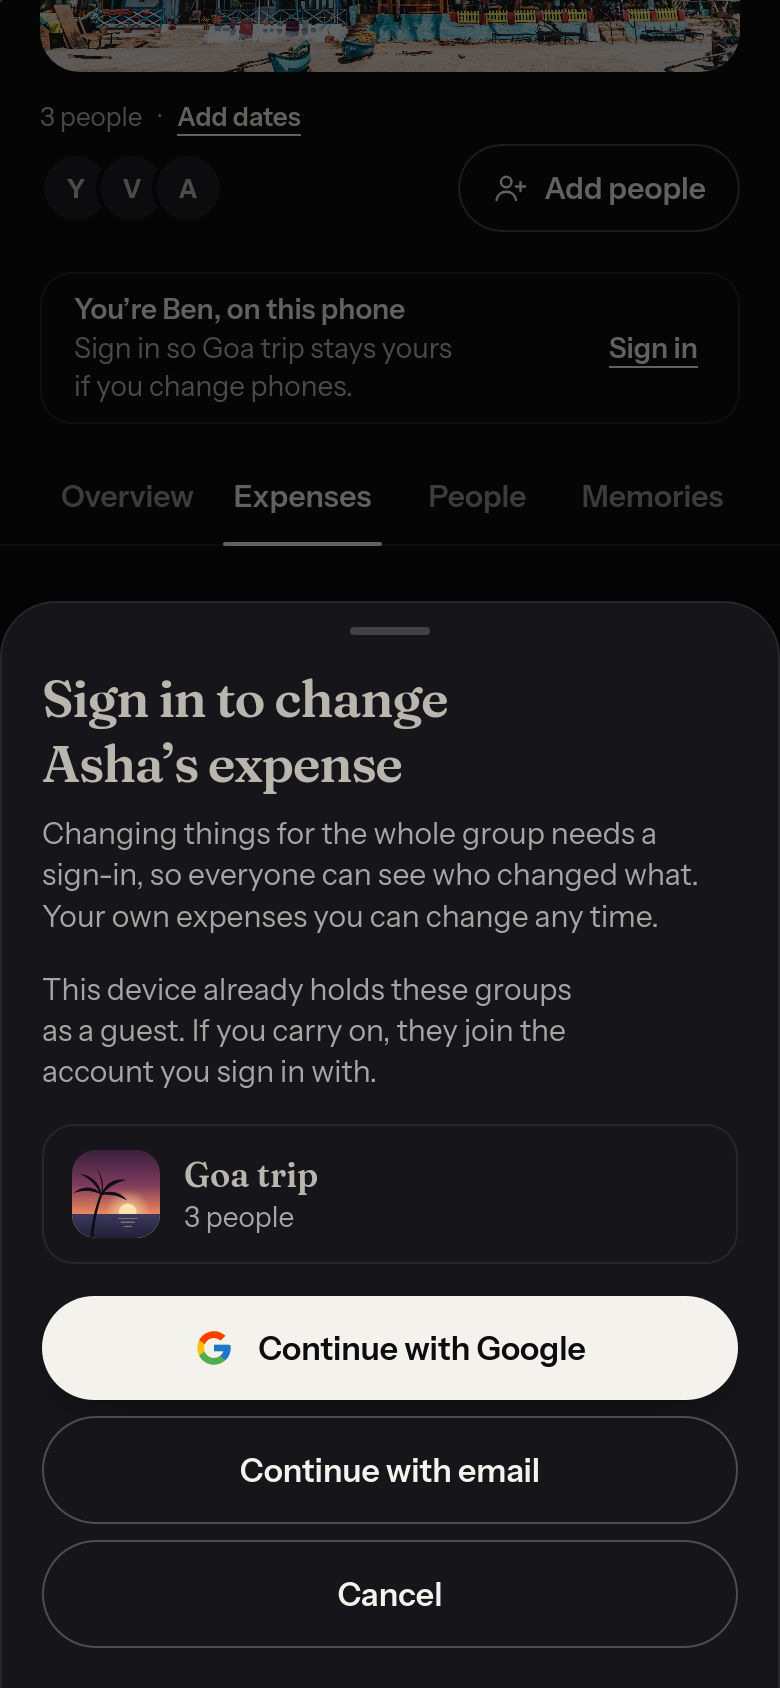 3 people · Add dates
Y V A
Add people
You’re Ben, on this phone
Sign in so Goa trip stays yours
if you change phones.
Sign in
Overview Expenses People Memories
Sign in to change
Asha’s expense
Changing things for the whole group needs a
sign-in, so everyone can see who changed what.
Your own expenses you can change any time.
This device already holds these groups
as a guest. If you carry on, they join the
account you sign in with.
Goa trip
3 people
Continue with Google
Continue with email
Cancel